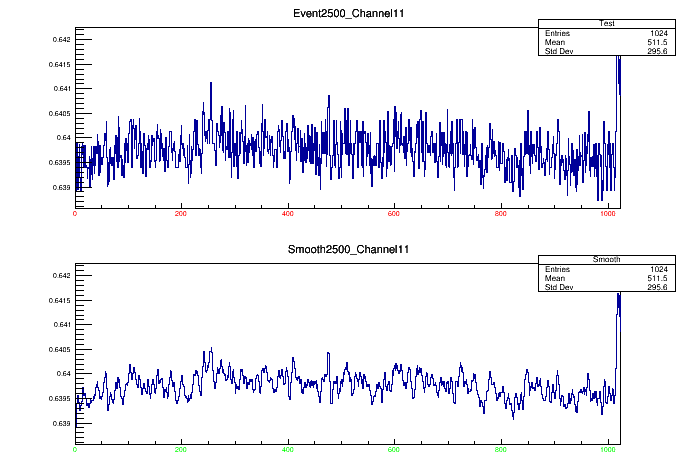 Event2500_Channel11
Test
Entries 1024
Mean 511.5
Std Dev 295.6
0.642
0.6415
0.641
0.6405
0.64
0.6395
0.639
0 200 400 600 800 1000
Smooth2500_Channel11
Smooth
Entries 1024
Mean 511.5
Std Dev 295.6
0.642
0.6415
0.641
0.6405
0.64
0.6395
0.639
0 200 400 600 800 1000